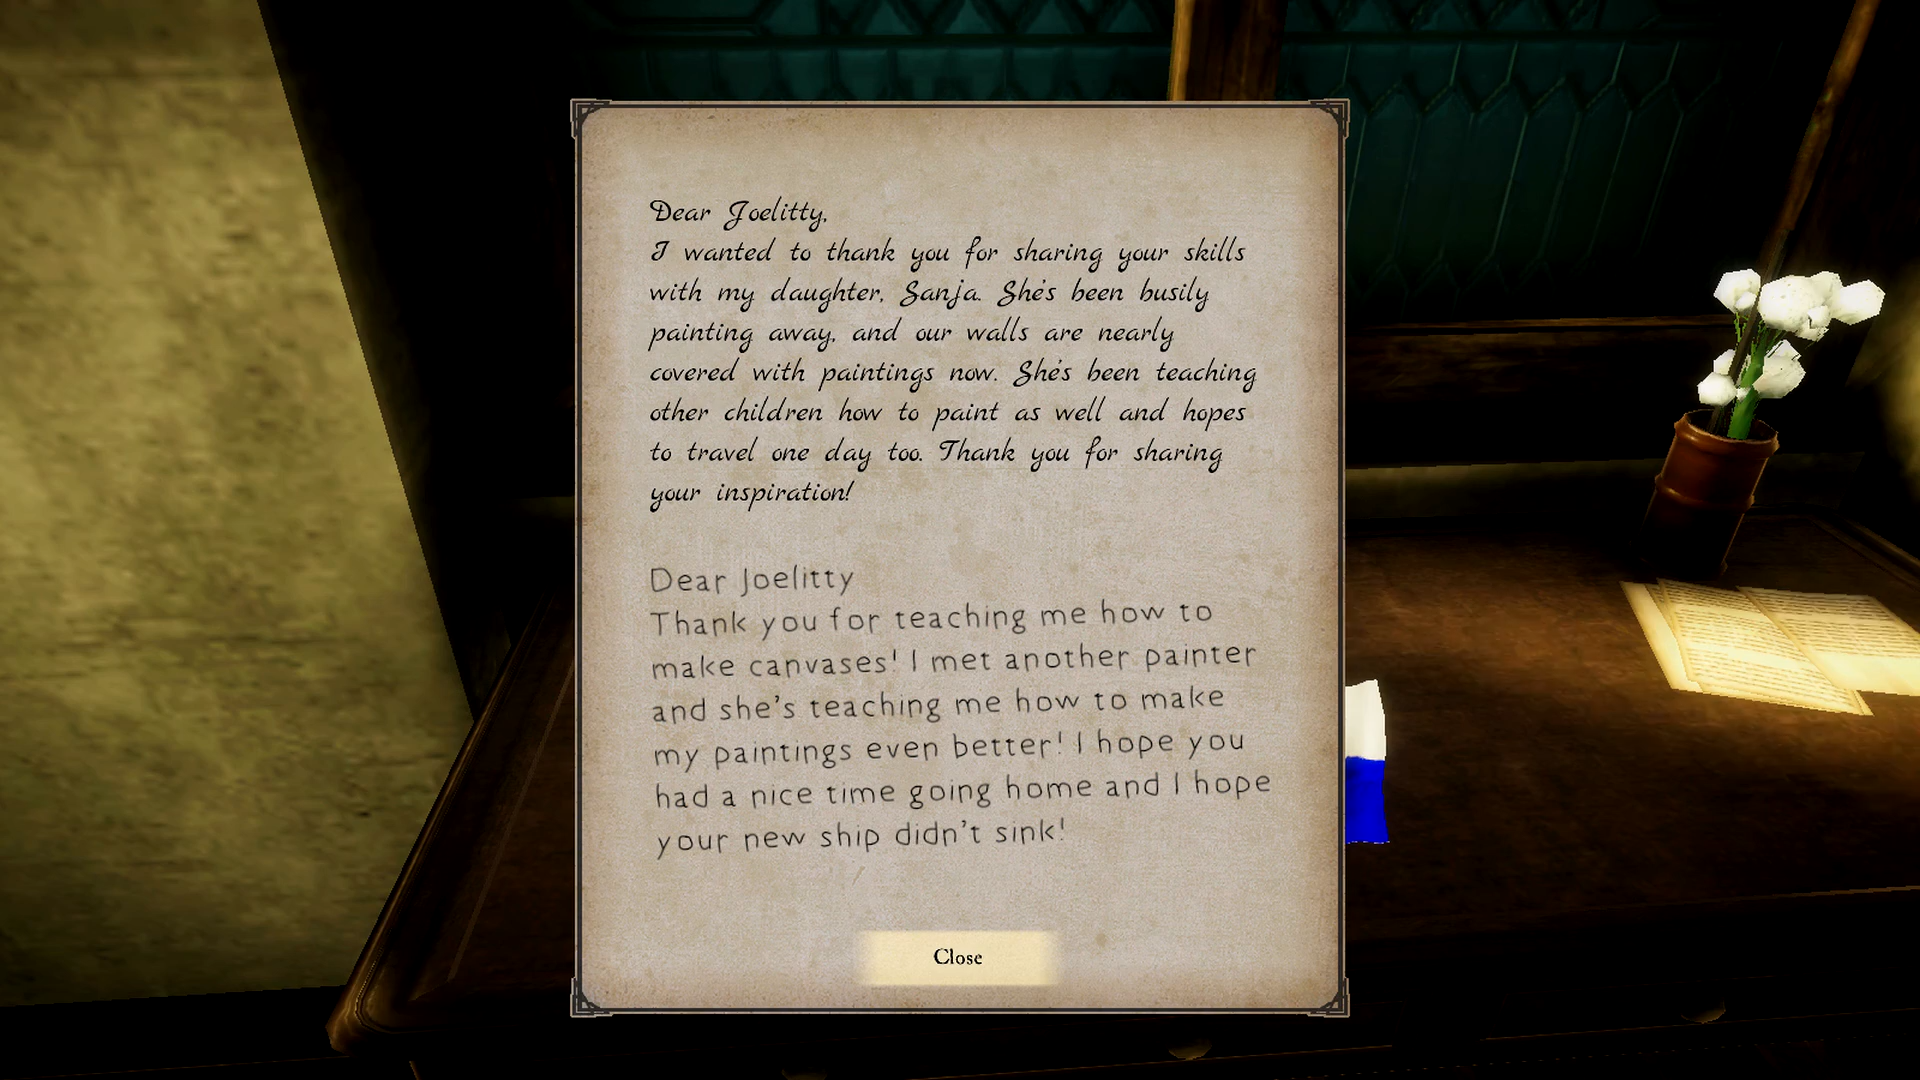 Dear Joelitty,
I wanted to thank you for sharing your skills
with my daughter, Sanja. She's been busily
painting away, and our walls are nearly
covered with paintings now. She's been teaching
other children how to paint as well and hopes
to travel one day too. Thank you for sharing
your inspiration!
Dear Joelitty
Thank you for teaching me how to
make canvases! I met another painter
and she's teaching me how to make
my paintings even better! I hope you
had a nice time going home and I hope
your new ship didn't sink!
Close